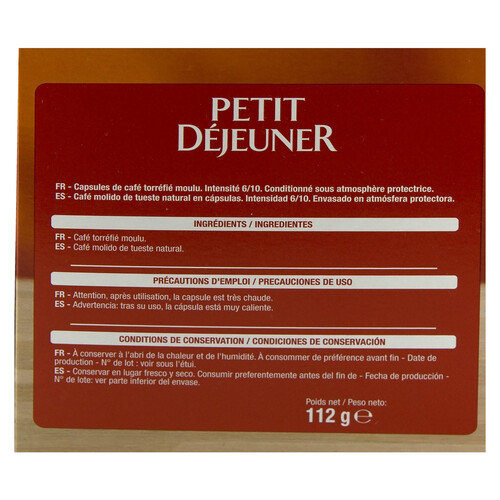 PETIT
DÉJEUNER
FR - Capsules de café torréfié moulu. Intensité 6/10. Conditionné sous atmosphère protectrice.
ES - Café molido de tueste natural en cápsulas. Intensidad 6/10. Envasado en atmósfera protectora.
INGRÉDIENTS / INGREDIENTES
FR - Café torréfié moulu.
ES - Café molido de tueste natural.
PRÉCAUTIONS D'EMPLOI / PRECAUCIONES DE USO
FR - Attention, après utilisation, la capsule est très chaude.
ES - Advertencia: tras su uso, la cápsula está muy caliente.
CONDITIONS DE CONSERVATION / CONDICIONES DE CONSERVACIÓN
FR - À conserver à l'abri de la chaleur et de l'humidité. À consommer de préférence avant fin - Date de
production - N° de lot : voir sous l'étui.
ES - Conservar en lugar fresco y seco. Consumir preferentemente antes del fin de - Fecha de producción -
N° de lote: ver parte inferior del envase.
Poids net / Peso neto:
112 g ℮